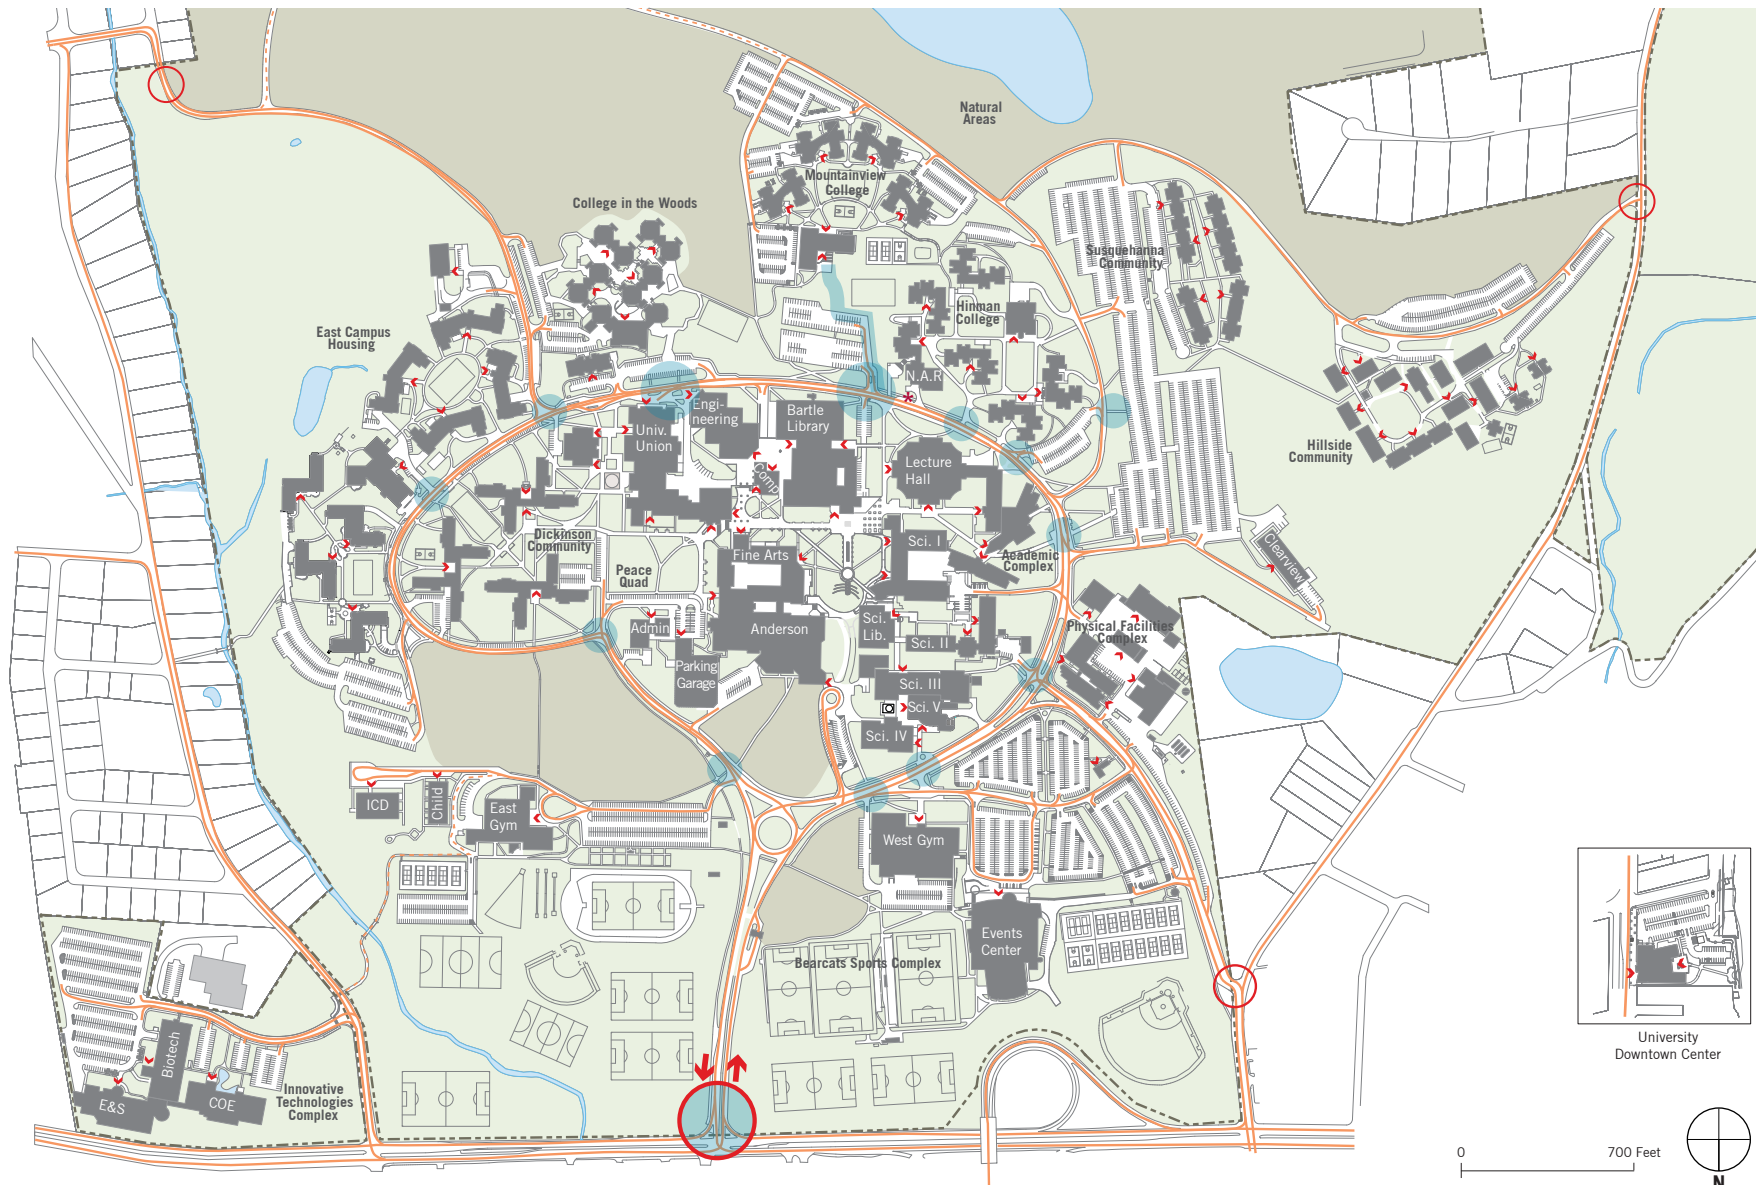 Natural
Areas
Mountainview
College
College in the Woods
Susquehanna
Community
Hinman
College
East Campus
Housing
N.A.R
Engi-
neering
Bartle
Library
Univ.
Union
Lecture
Hall
Hillside
Community
Comp
Dickinson
Community
Fine Arts
Sci. I
Academic
Complex
Clearview
Peace
Quad
Admin
Anderson
Sci.
Lib.
Sci. II
Physical Facilities
Complex
Parking
Garage
Sci. III
Sci. V
Sci. IV
ICD
Child
East
Gym
West Gym
Events
Center
Bearcats Sports Complex
Biotech
E&S
COE
Innovative
Technologies
Complex
University
Downtown Center
0
700 Feet
N